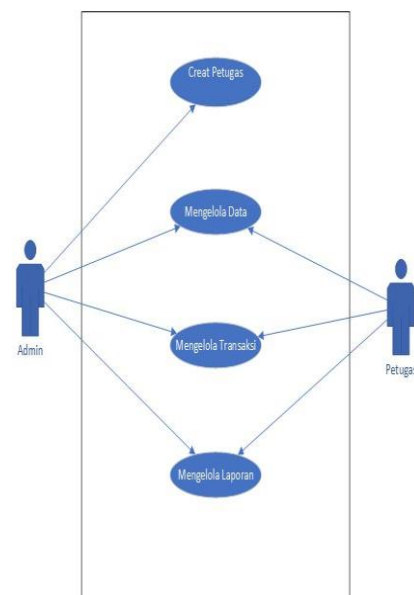 Creat Petugas
Mengelola Data
Admin
Mengelola Transaksi
Petugas
Mengelola Laporan